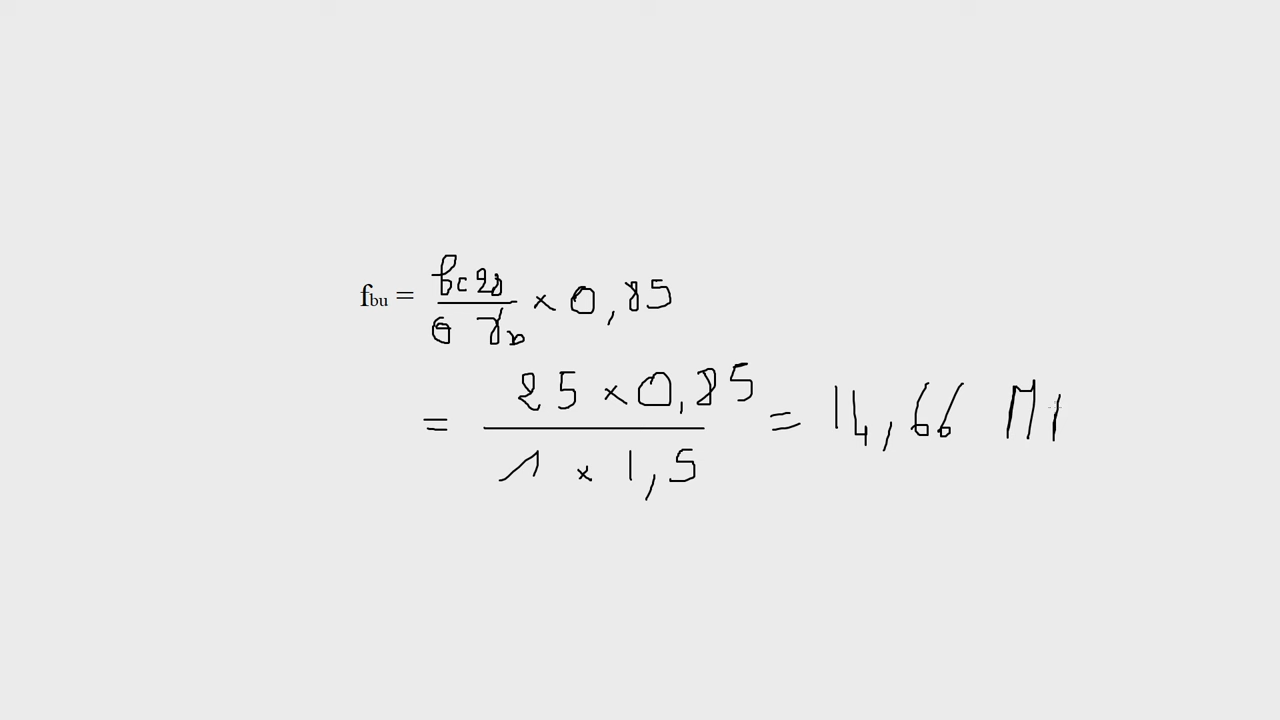 fbu = fc28 / θ γb × 0,85
= 25 × 0,85 / 1 × 1,5 = 14,66 M